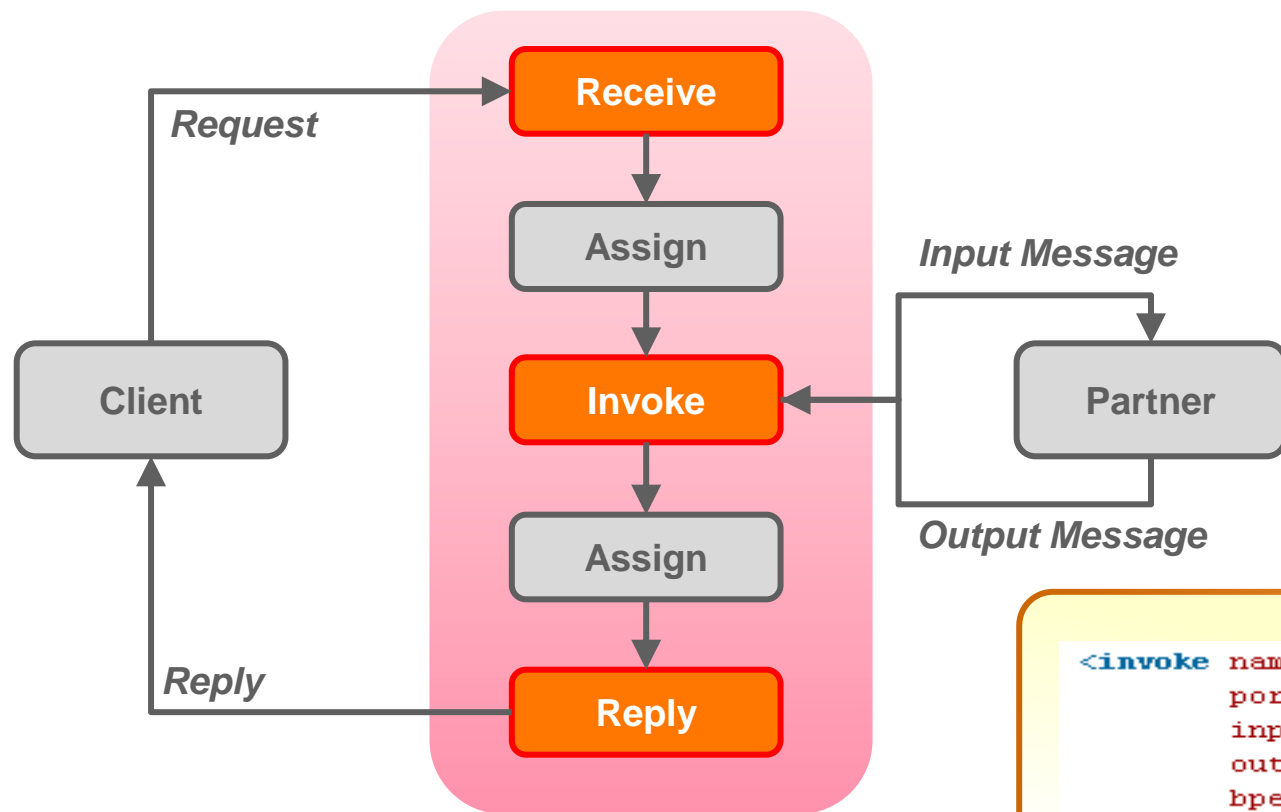 Receive
Request
Assign
Input Message
Client
Invoke
Partner
Output Message
Assign
Reply
Reply
<invoke